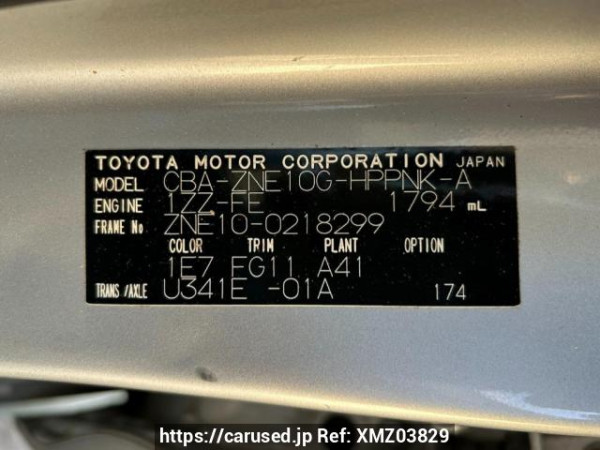 TOYOTA MOTOR CORPORATION JAPAN
MODEL CBA-ZNE10G-HPPNK-A
ENGINE 1ZZ-FE 1794 mL
FRAME No ZNE10-0218299
COLOR TRIM PLANT OPTION
1E7 EG11 A41
TRANS/AXLE U341E -01A 174
https://carused.jp Ref: XMZ03829